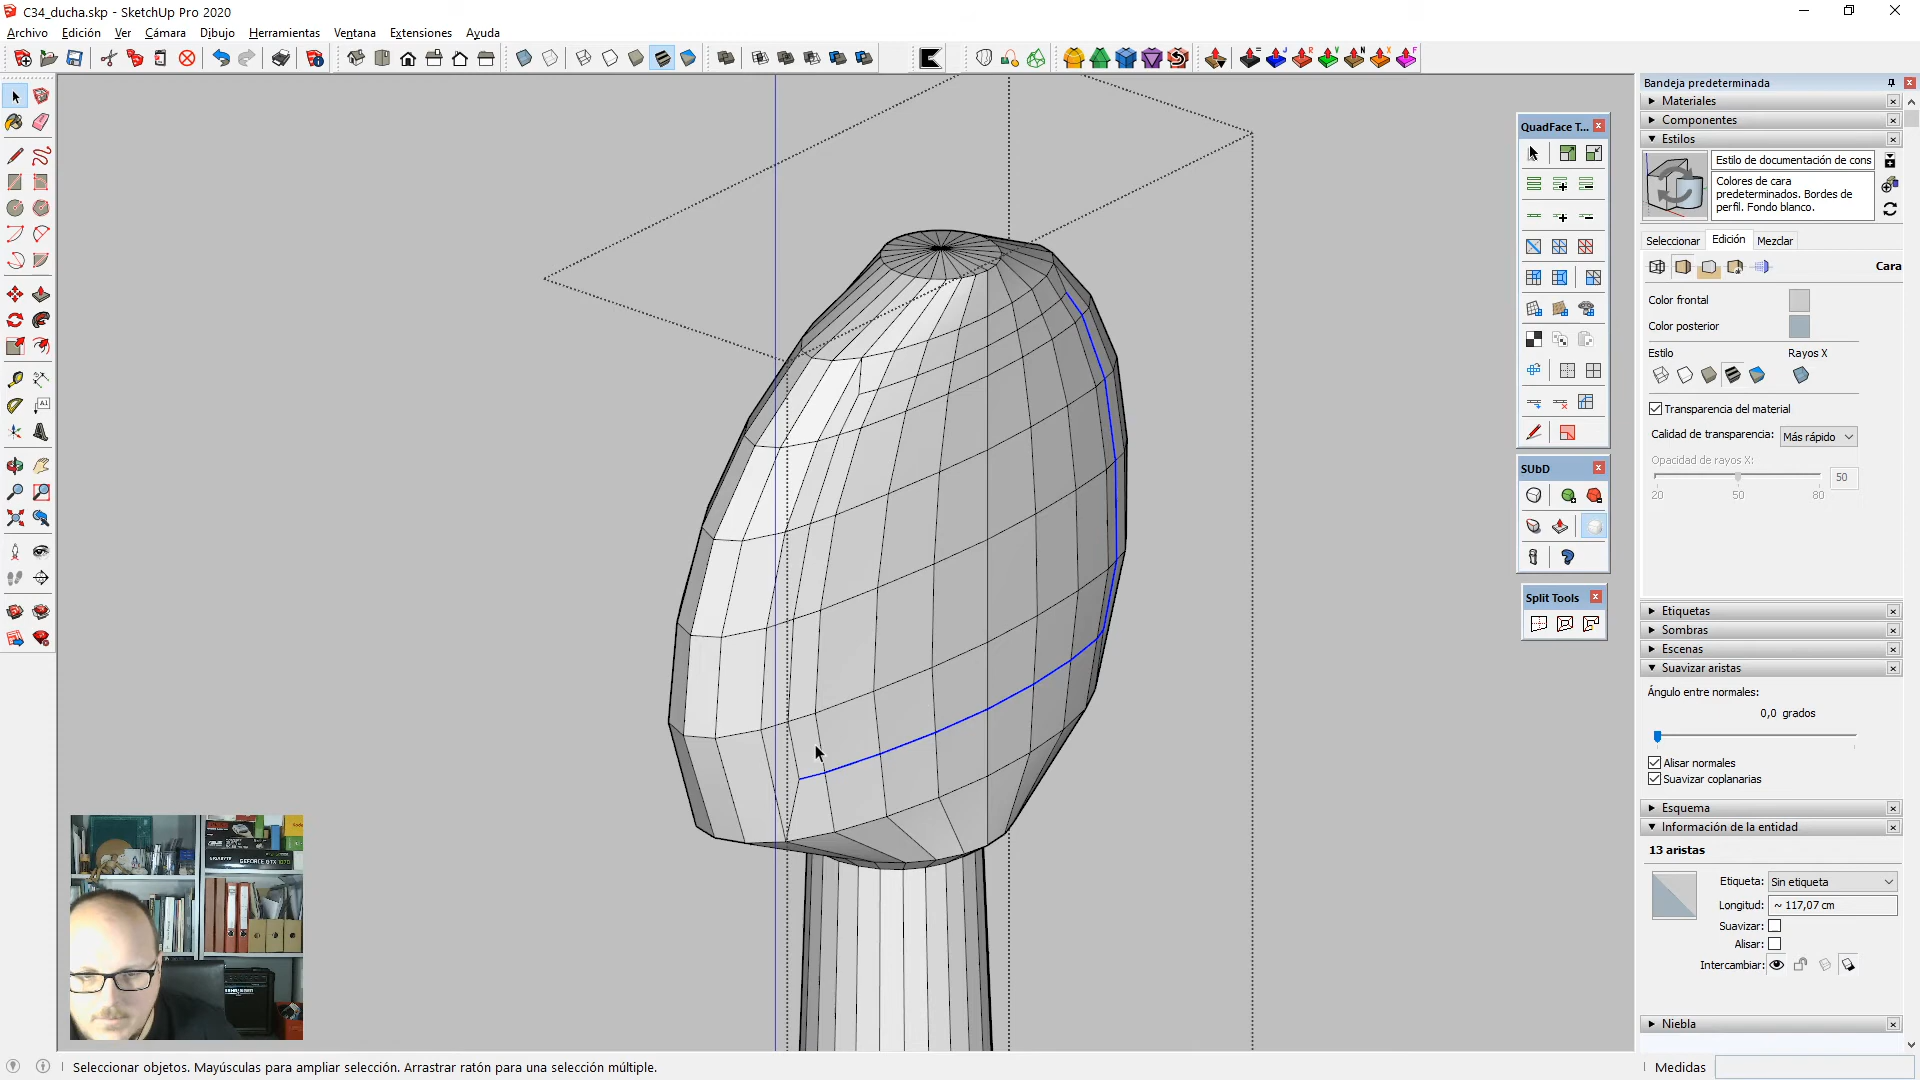 C34_ducha.skp - SketchUp Pro 2020
Archivo Edición Ver Cámara Dibujo Herramientas Ventana Extensiones Ayuda
Bandeja predeterminada
Materiales
Componentes
Estilos
Estilo de documentación de cons
Colores de cara
predeterminados. Bordes de
perfil. Fondo blanco.
Seleccionar Edición Mezclar
Cara
Color frontal
Color posterior
Estilo Rayos X
Transparencia del material
Calidad de transparencia: Más rápido
Opacidad de rayos X:
50
20 50 80
Etiquetas
Sombras
Escenas
Suavizar aristas
Ángulo entre normales:
0,0 grados
Alisar normales
Suavizar coplanarias
Esquema
Información de la entidad
13 aristas
Etiqueta: Sin etiqueta
Longitud: ~ 117,07 cm
Suavizar:
Alisar:
Intercambiar:
Niebla
QuadFace T...
SUbD
Split Tools
Seleccionar objetos. Mayúsculas para ampliar selección. Arrastrar ratón para una selección múltiple.
Medidas